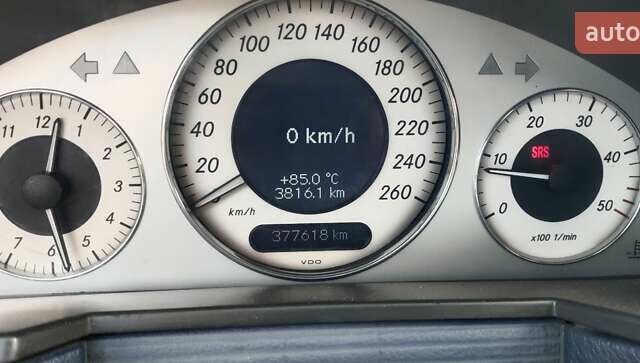 auto
120 140
100 160
80 180
60 200
40 220
20 240
260
0 km/h
+85.0 °C
3816.1 km
km/h
377618 km
VDO
11 12 1
2
3
4
5
6
20 30
10 40
0 50
SRS
x100 1/min